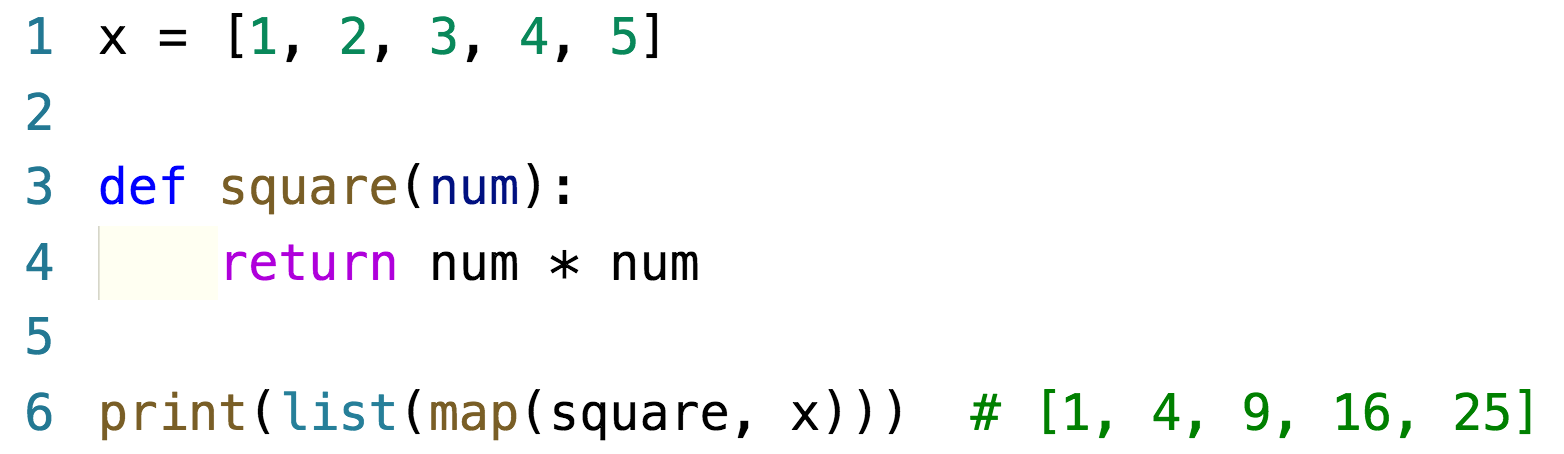 1 x = [1, 2, 3, 4, 5]
2
3 def square(num):
4     return num * num
5
6 print(list(map(square, x)))  # [1, 4, 9, 16, 25]